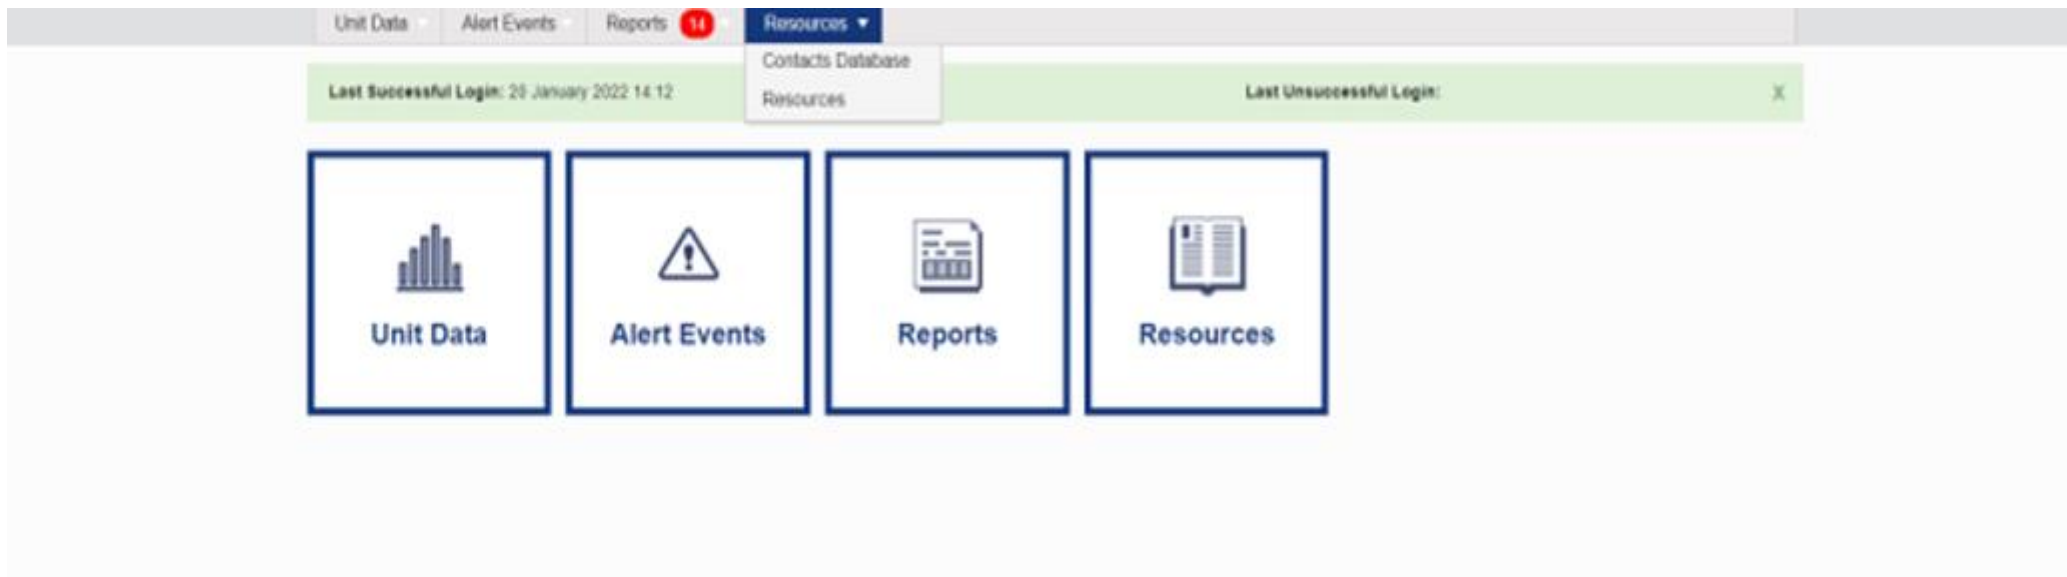 Unit Data Alert Events Reports 14 Resources
Contacts Database
Resources
Last Successful Login: 20 January 2022 14:12
Last Unsuccessful Login:
X
Unit Data
Alert Events
Reports
Resources